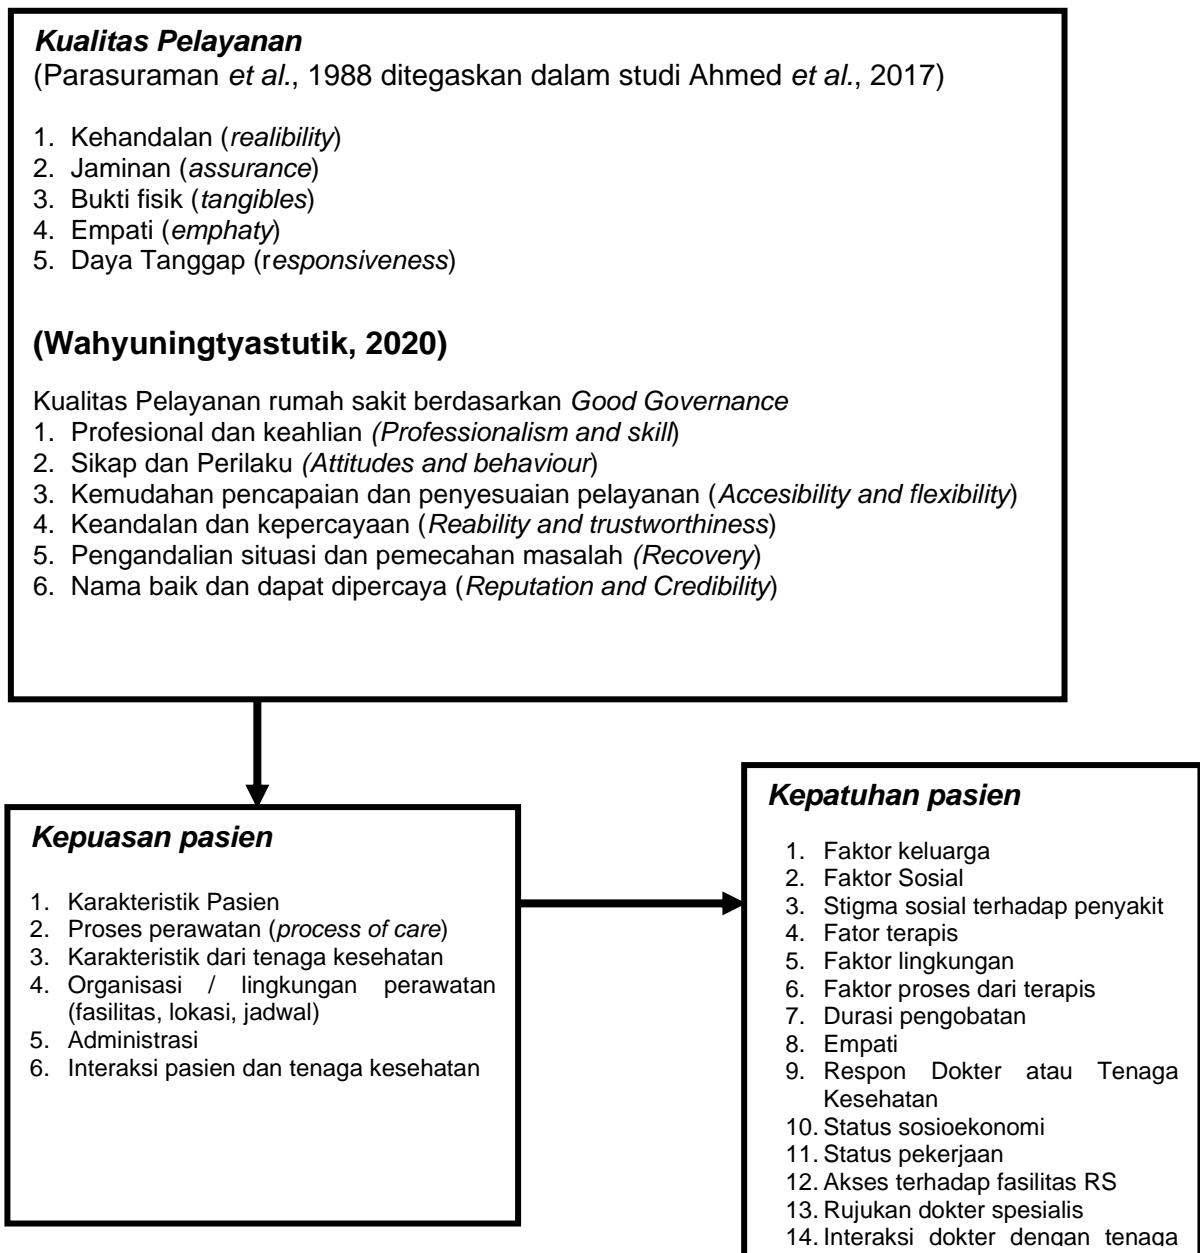 Kualitas Pelayanan
(Parasuraman et al., 1988 ditegaskan dalam studi Ahmed et al., 2017)
1. Kehandalan (realibility)
2. Jaminan (assurance)
3. Bukti fisik (tangibles)
4. Empati (emphaty)
5. Daya Tanggap (responsiveness)
(Wahyuningtyastutik, 2020)
Kualitas Pelayanan rumah sakit berdasarkan Good Governance
1. Profesional dan keahlian (Professionalism and skill)
2. Sikap dan Perilaku (Attitudes and behaviour)
3. Kemudahan pencapaian dan penyesuaian pelayanan (Accesibility and flexibility)
4. Keandalan dan kepercayaan (Reability and trustworthiness)
5. Pengandalian situasi dan pemecahan masalah (Recovery)
6. Nama baik dan dapat dipercaya (Reputation and Credibility)
Kepuasan pasien
1. Karakteristik Pasien
2. Proses perawatan (process of care)
3. Karakteristik dari tenaga kesehatan
4. Organisasi / lingkungan perawatan
(fasilitas, lokasi, jadwal)
5. Administrasi
6. Interaksi pasien dan tenaga kesehatan
Kepatuhan pasien
1. Faktor keluarga
2. Faktor Sosial
3. Stigma sosial terhadap penyakit
4. Fator terapis
5. Faktor lingkungan
6. Faktor proses dari terapis
7. Durasi pengobatan
8. Empati
9. Respon Dokter atau Tenaga
Kesehatan
10. Status sosioekonomi
11. Status pekerjaan
12. Akses terhadap fasilitas RS
13. Rujukan dokter spesialis
14. Interaksi dokter dengan tenaga